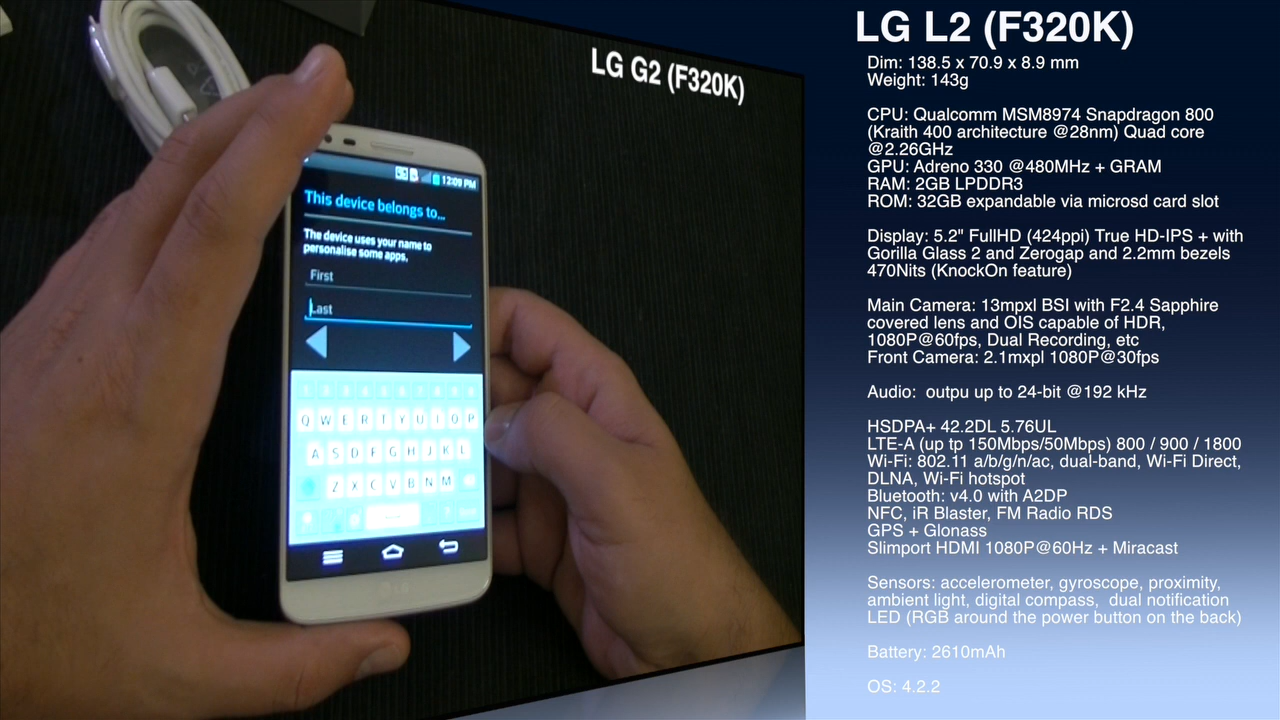 LG L2 (F320K)
Dim: 138.5 x 70.9 x 8.9 mm
Weight: 143g
CPU: Qualcomm MSM8974 Snapdragon 800
(Kraith 400 architecture @28nm) Quad core
@2.26GHz
GPU: Adreno 330 @480MHz + GRAM
RAM: 2GB LPDDR3
ROM: 32GB expandable via microsd card slot
Display: 5.2" FullHD (424ppi) True HD-IPS + with
Gorilla Glass 2 and Zerogap and 2.2mm bezels
470Nits (KnockOn feature)
Main Camera: 13mpxl BSI with F2.4 Sapphire
covered lens and OIS capable of HDR,
1080P@60fps, Dual Recording, etc
Front Camera: 2.1mxpl 1080P@30fps
Audio:  outpu up to 24-bit @192 kHz
HSDPA+ 42.2DL 5.76UL
LTE-A (up tp 150Mbps/50Mbps) 800 / 900 / 1800
Wi-Fi: 802.11 a/b/g/n/ac, dual-band, Wi-Fi Direct,
DLNA, Wi-Fi hotspot
Bluetooth: v4.0 with A2DP
NFC, iR Blaster, FM Radio RDS
GPS + Glonass
Slimport HDMI 1080P@60Hz + Miracast
Sensors: accelerometer, gyroscope, proximity,
ambient light, digital compass,  dual notification
LED (RGB around the power button on the back)
Battery: 2610mAh
OS: 4.2.2
LG G2 (F320K)
12:09 PM
This device belongs to...
The device uses your name to
personalise some apps.
First
Last
Q W E R T Y U I O P
A S D F G H J K L
Z X C V B N M
LG